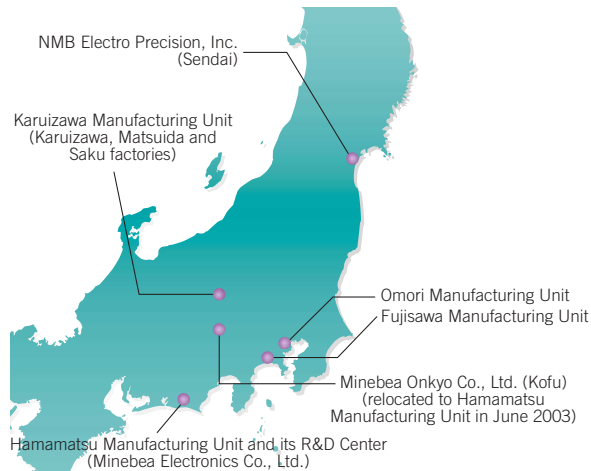 NMB Electro Precision, Inc.
(Sendai)
Karuizawa Manufacturing Unit
(Karuizawa, Matsuida and
Saku factories)
Omori Manufacturing Unit
Fujisawa Manufacturing Unit
Minebea Onkyo Co., Ltd. (Kofu)
(relocated to Hamamatsu
Manufacturing Unit in June 2003)
Hamamatsu Manufacturing Unit and its R&D Center
(Minebea Electronics Co., Ltd.)